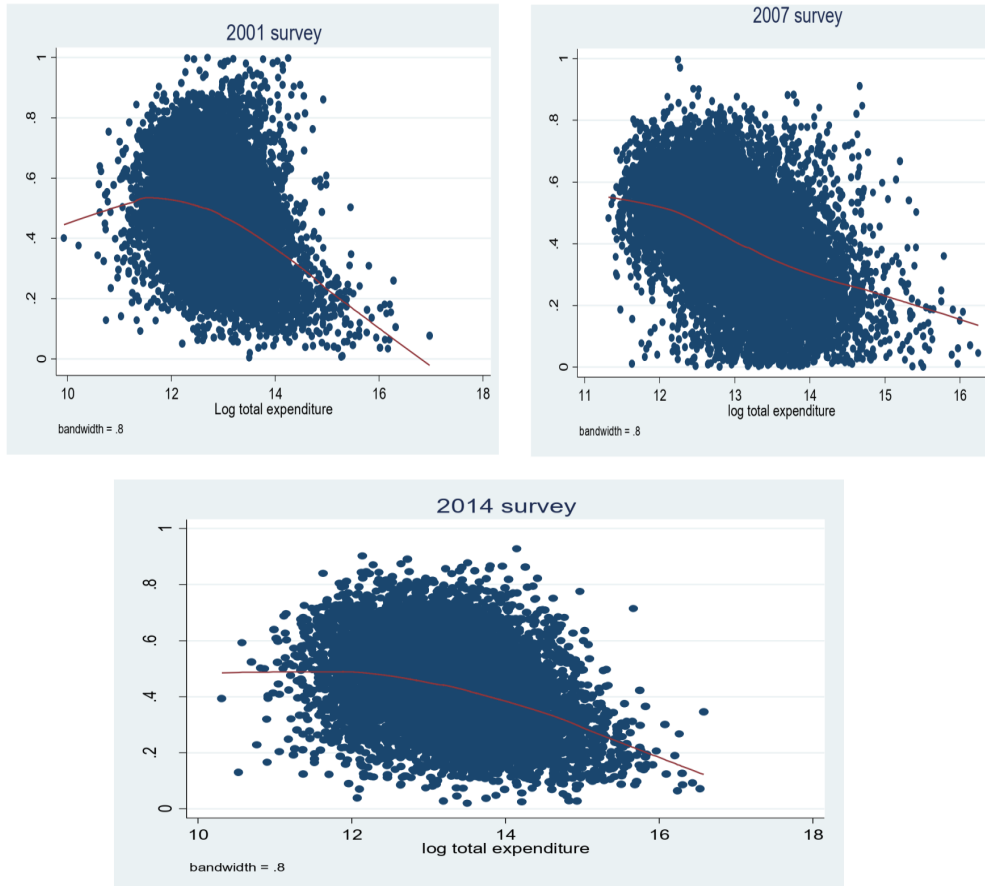 2001 survey
1
.8
.6
.4
.2
0
10 12 14 16 18
Log total expenditure
bandwidth = .8
2007 survey
1
.8
.6
.4
.2
0
11 12 13 14 15 16
log total expenditure
bandwidth = .8
2014 survey
1
.8
.6
.4
.2
0
10 12 14 16 18
log total expenditure
bandwidth = .8